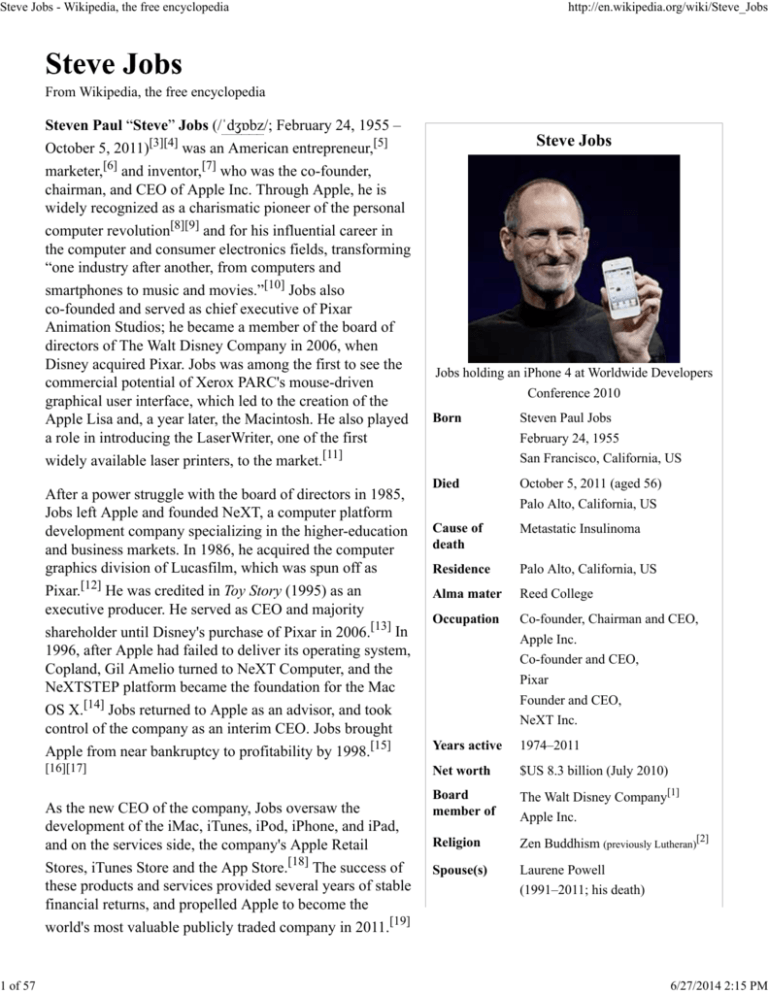 Steve Jobs - Wikipedia, the free encyclopedia
http://en.wikipedia.org/wiki/Steve_Jobs
Steve Jobs
From Wikipedia, the free encyclopedia
Steven Paul “Steve” Jobs (/ˈdʒɒbz/; February 24, 1955 –
October 5, 2011)[3][4] was an American entrepreneur,[5]
marketer,[6] and inventor,[7] who was the co-founder,
chairman, and CEO of Apple Inc. Through Apple, he is
widely recognized as a charismatic pioneer of the personal
computer revolution[8][9] and for his influential career in
the computer and consumer electronics fields, transforming
“one industry after another, from computers and
smartphones to music and movies.”[10] Jobs also
co-founded and served as chief executive of Pixar
Animation Studios; he became a member of the board of
directors of The Walt Disney Company in 2006, when
Disney acquired Pixar. Jobs was among the first to see the
commercial potential of Xerox PARC's mouse-driven
graphical user interface, which led to the creation of the
Apple Lisa and, a year later, the Macintosh. He also played
a role in introducing the LaserWriter, one of the first
widely available laser printers, to the market.[11]
After a power struggle with the board of directors in 1985,
Jobs left Apple and founded NeXT, a computer platform
development company specializing in the higher-education
and business markets. In 1986, he acquired the computer
graphics division of Lucasfilm, which was spun off as
Pixar.[12] He was credited in Toy Story (1995) as an
executive producer. He served as CEO and majority
shareholder until Disney's purchase of Pixar in 2006.[13] In
1996, after Apple had failed to deliver its operating system,
Copland, Gil Amelio turned to NeXT Computer, and the
NeXTSTEP platform became the foundation for the Mac
OS X.[14] Jobs returned to Apple as an advisor, and took
control of the company as an interim CEO. Jobs brought
Apple from near bankruptcy to profitability by 1998.[15]
[16][17]
As the new CEO of the company, Jobs oversaw the
development of the iMac, iTunes, iPod, iPhone, and iPad,
and on the services side, the company's Apple Retail
Stores, iTunes Store and the App Store.[18] The success of
these products and services provided several years of stable
financial returns, and propelled Apple to become the
world's most valuable publicly traded company in 2011.[19]
Steve Jobs
Jobs holding an iPhone 4 at Worldwide Developers
Conference 2010
Born Steven Paul Jobs
February 24, 1955
San Francisco, California, US
Died October 5, 2011 (aged 56)
Palo Alto, California, US
Cause of Metastatic Insulinoma
death
Residence Palo Alto, California, US
Alma mater Reed College
Occupation Co-founder, Chairman and CEO,
Apple Inc.
Co-founder and CEO,
Pixar
Founder and CEO,
NeXT Inc.
Years active 1974–2011
Net worth $US 8.3 billion (July 2010)
Board The Walt Disney Company[1]
member of Apple Inc.
Religion Zen Buddhism (previously Lutheran)[2]
Spouse(s) Laurene Powell
(1991–2011; his death)
1 of 57
6/27/2014 2:15 PM